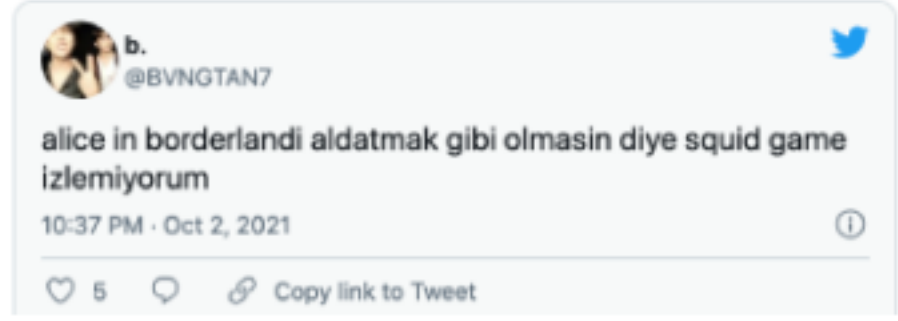 b.
@BVNGTAN7
alice in borderlandi aldatmak gibi olmasin diye squid game
izlemiyorum
10:37 PM · Oct 2, 2021
5
Copy link to Tweet